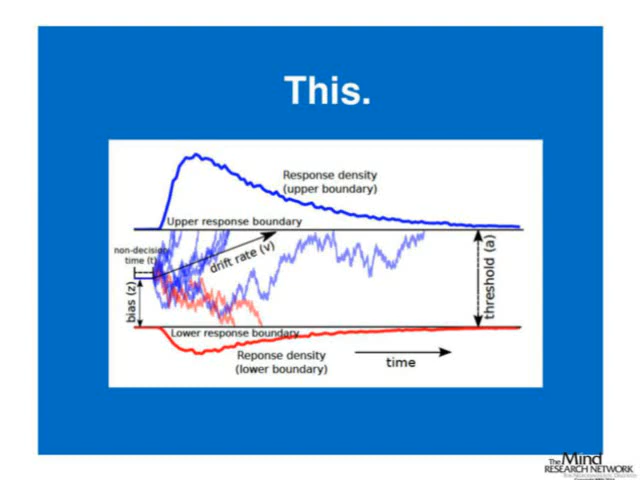 This.
Response density
(upper boundary)
Upper response boundary
non-decision
time (t)
drift rate (v)
bias (z)
threshold (a)
Lower response boundary
Reponse density
(lower boundary)
time
The Mind
RESEARCH NETWORK